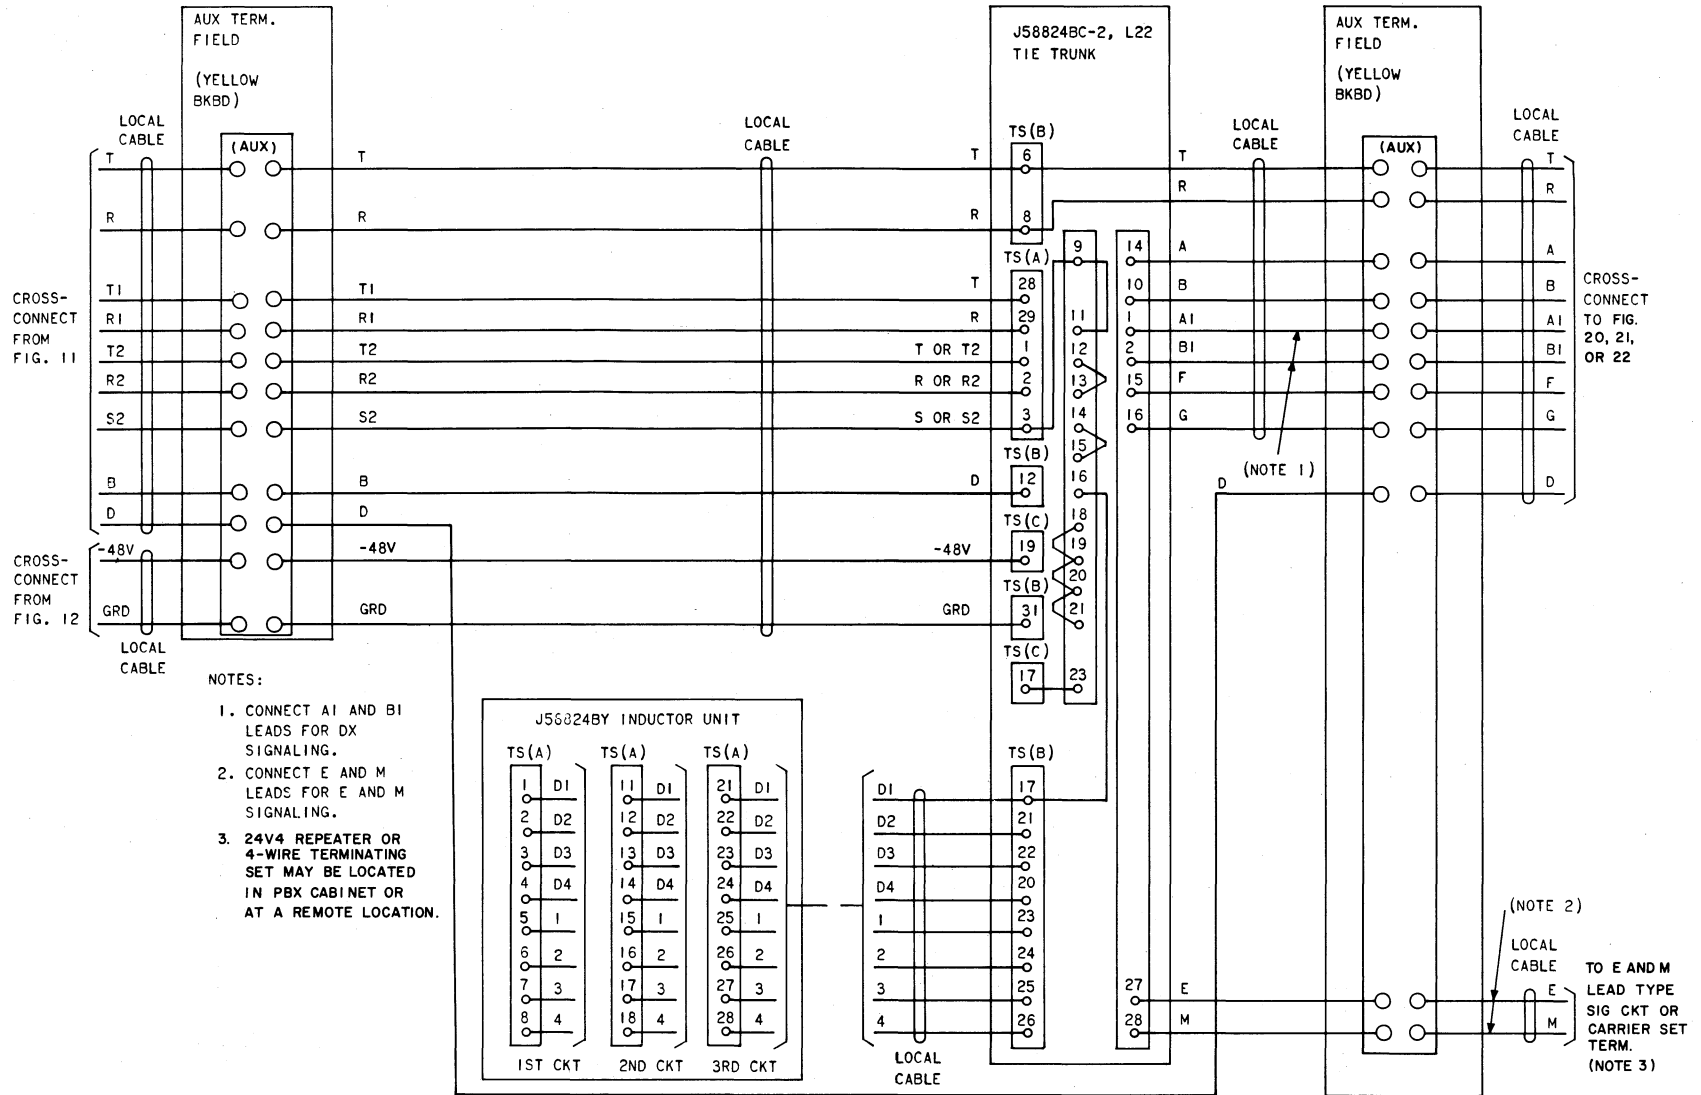 AUX TERM.
FIELD
(YELLOW
BKBD)
LOCAL
CABLE
(AUX)
T
R
T1
R1
T2
R2
S2
B
D
-48V
GRD
CROSS-
CONNECT
FROM
FIG. 11
CROSS-
CONNECT
FROM
FIG. 12
LOCAL
CABLE
T
R
T1
R1
T2
R2
S2
B
D
-48V
GRD
LOCAL
CABLE
T
R
T
R
T OR T2
R OR R2
S OR S2
D
-48V
GRD
J58824BC-2, L22
TIE TRUNK
TS(B)
6
8
TS(A)
28
29
1
2
3
TS(B)
12
TS(C)
19
TS(B)
31
TS(C)
17
9
11
12
13
14
15
16
18
19
20
21
23
14
10
1
2
15
16
T
R
A
B
A1
B1
F
G
D
LOCAL
CABLE
(NOTE 1)
AUX TERM.
FIELD
(YELLOW
BKBD)
(AUX)
LOCAL
CABLE
T
R
A
B
A1
B1
F
G
D
CROSS-
CONNECT
TO FIG.
20, 21,
OR 22
NOTES:
1. CONNECT A1 AND B1
LEADS FOR DX
SIGNALING.
2. CONNECT E AND M
LEADS FOR E AND M
SIGNALING.
3. 24V4 REPEATER OR
4-WIRE TERMINATING
SET MAY BE LOCATED
IN PBX CABINET OR
AT A REMOTE LOCATION.
J58824BY INDUCTOR UNIT
TS(A) TS(A) TS(A)
1 D1 11 D1 21 D1
2 D2 12 D2 22 D2
3 D3 13 D3 23 D3
4 D4 14 D4 24 D4
5 1 15 1 25 1
6 2 16 2 26 2
7 3 17 3 27 3
8 4 18 4 28 4
1ST CKT 2ND CKT 3RD CKT
TS(B)
D1 17
D2 21
D3 22
D4 20
1 23
2 24
3 25
4 26
LOCAL
CABLE
27 E
28 M
(NOTE 2)
LOCAL
CABLE
E
M
TO E AND M
LEAD TYPE
SIG CKT OR
CARRIER SET
TERM.
(NOTE 3)